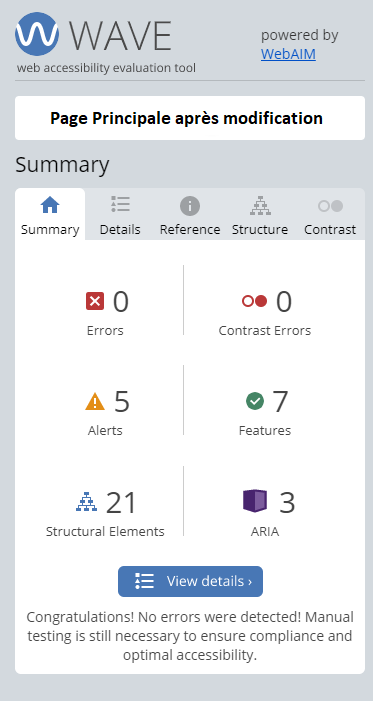 WAVE
web accessibility evaluation tool
powered by
WebAIM
Page Principale après modification
Summary
Summary Details Reference Structure Contrast
0 0
Errors Contrast Errors
5 7
Alerts Features
21 3
Structural Elements ARIA
View details ›
Congratulations! No errors were detected! Manual
testing is still necessary to ensure compliance and
optimal accessibility.